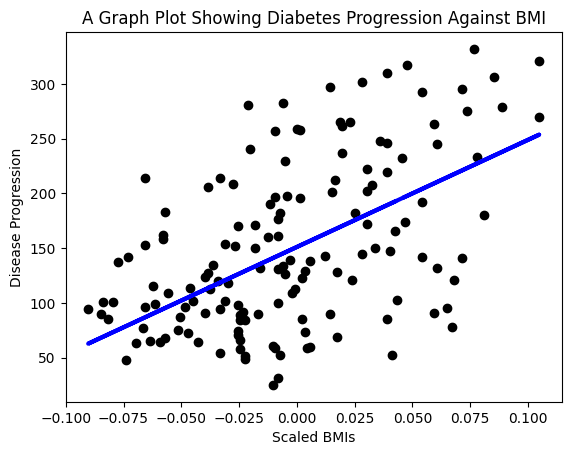 A Graph Plot Showing Diabetes Progression Against BMI
Disease Progression
300
250
200
150
100
50
−0.100 −0.075 −0.050 −0.025 0.000 0.025 0.050 0.075 0.100
Scaled BMIs